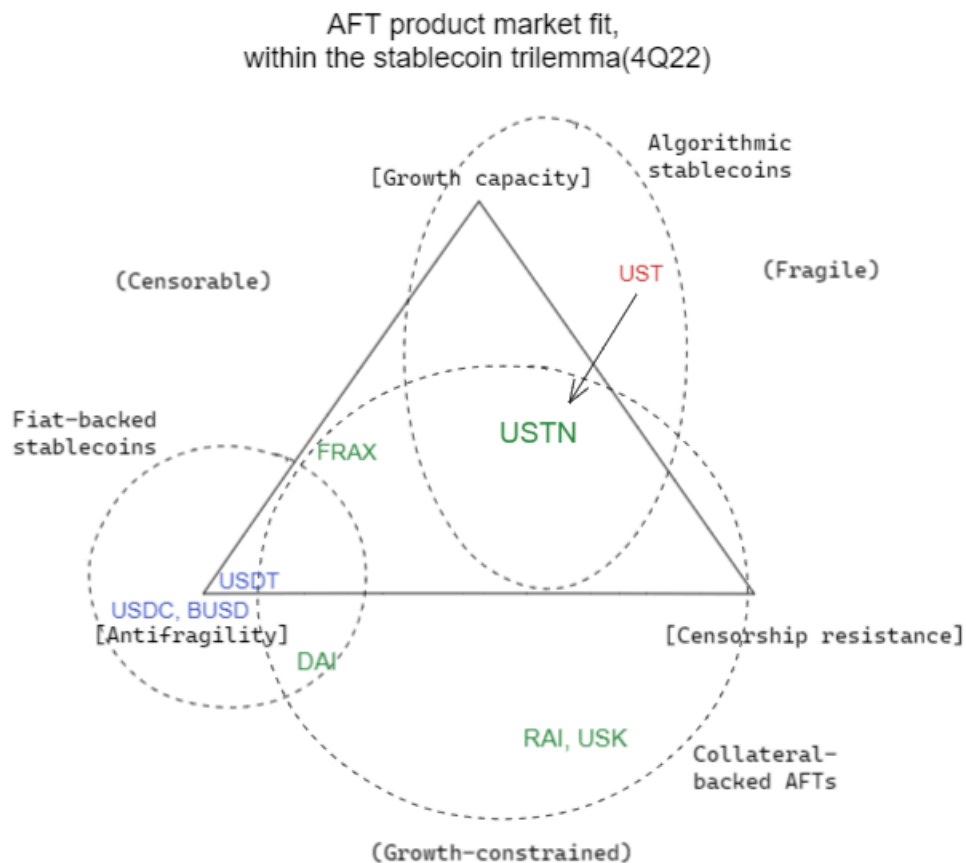 AFT product market fit,
within the stablecoin trilemma(4Q22)
Algorithmic
stablecoins
[Growth capacity]
(Censorable)
UST
(Fragile)
Fiat-backed
stablecoins
USTN
FRAX
USDT
USDC, BUSD
[Antifragility]
[Censorship resistance]
DAI
RAI, USK
Collateral-
backed AFTs
(Growth-constrained)